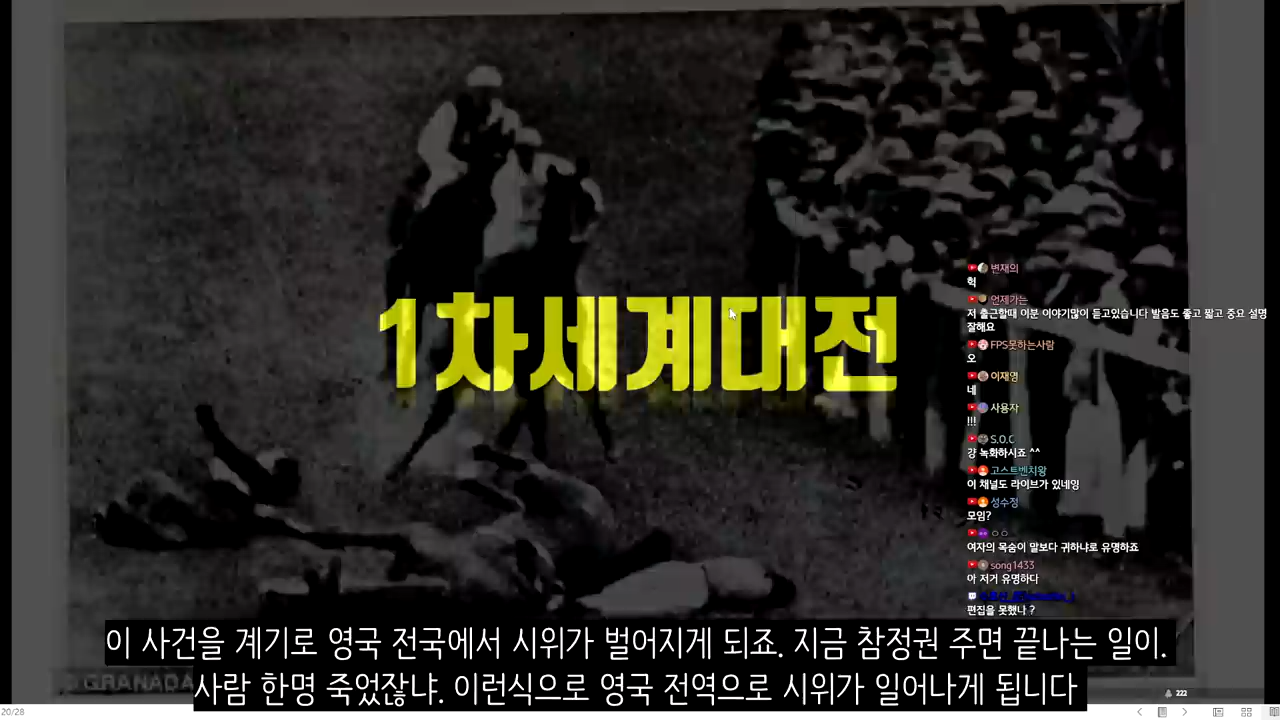 1차세계대전
변재의
헉
언제가는
저 출근할때 이분 이야기많이 듣고있습니다 발음도 좋고 짧고 중요 설명
잘해요
FPS못하는사람
오
이재영
네
사용자
!!!
S.O.C
걍 녹화하시죠 ^^
고스트벤치왕
이 채널도 라이브가 있네잉
성수정
모임?
ㅇㅇ
여자의 목숨이 말보다 귀하냐로 유명하죠
song1433
아 저거 유명하다
편집을 못했나 ?
이 사건을 계기로 영국 전국에서 시위가 벌어지게 되죠. 지금 참정권 주면 끝나는 일이.
GRANADA
사람 한명 죽었잖냐. 이런식으로 영국 전역으로 시위가 일어나게 됩니다
222
20/28